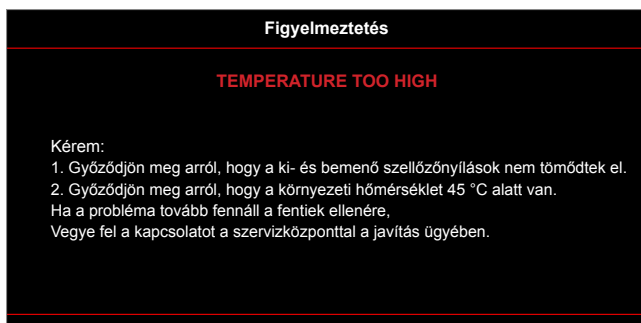 Figyelmeztetés
TEMPERATURE TOO HIGH
Kérem:
1. Győződjön meg arról, hogy a ki- és bemenő szellőzőnyílások nem tömődtek el.
2. Győződjön meg arról, hogy a környezeti hőmérséklet 45 °C alatt van.
Ha a probléma tovább fennáll a fentiek ellenére,
Vegye fel a kapcsolatot a szervizközponttal a javítás ügyében.